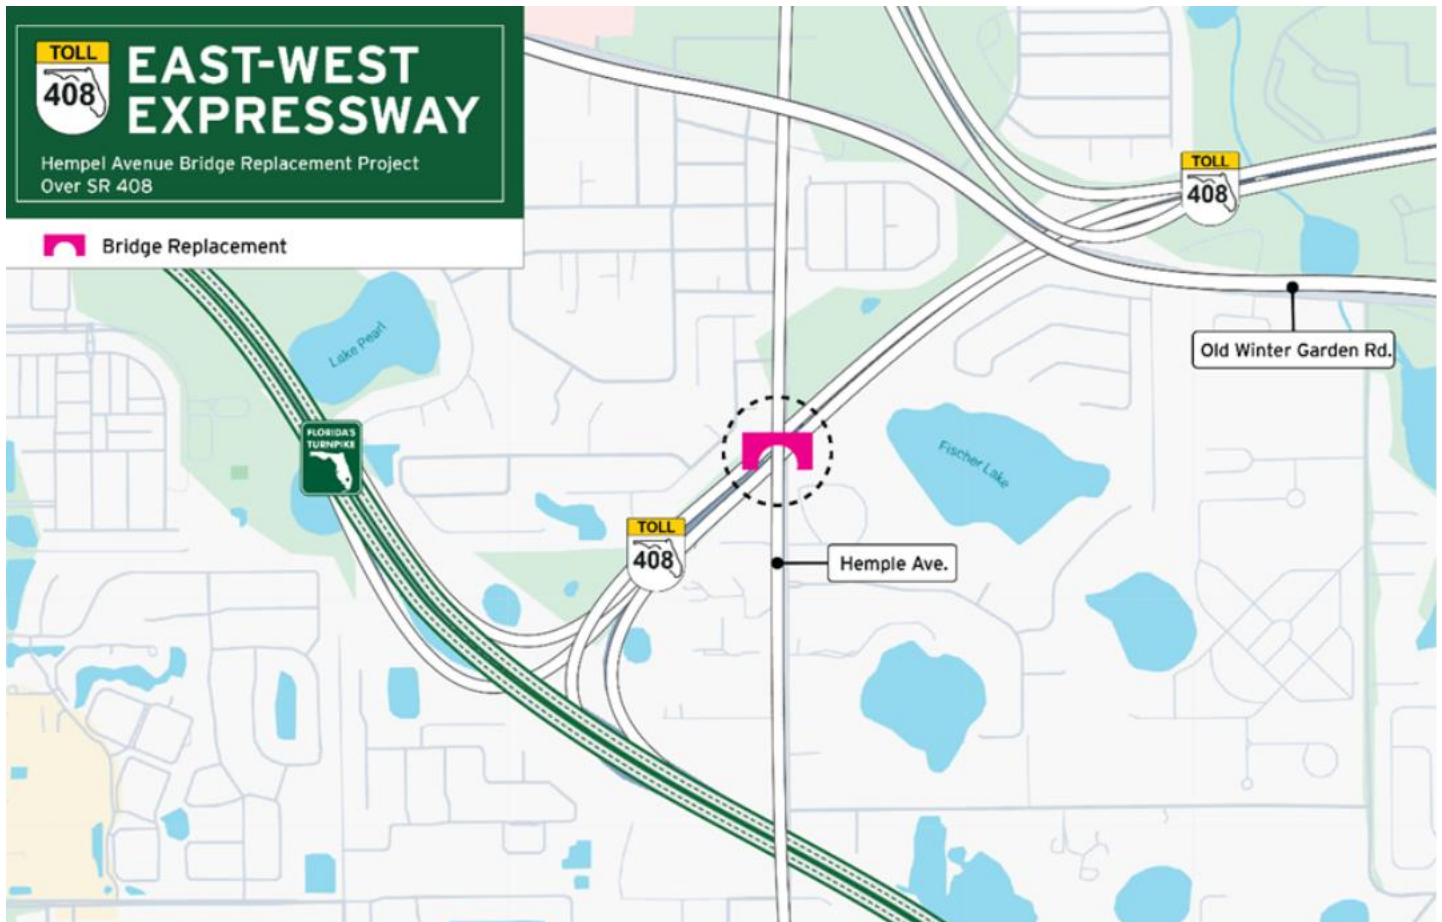 TOLL
408
EAST-WEST
EXPRESSWAY
Hempel Avenue Bridge Replacement Project
Over SR 408
Bridge Replacement
TOLL
408
Old Winter Garden Rd.
Lake Pearl
FLORIDA'S
TURNPIKE
Fischer Lake
TOLL
408
Hemple Ave.